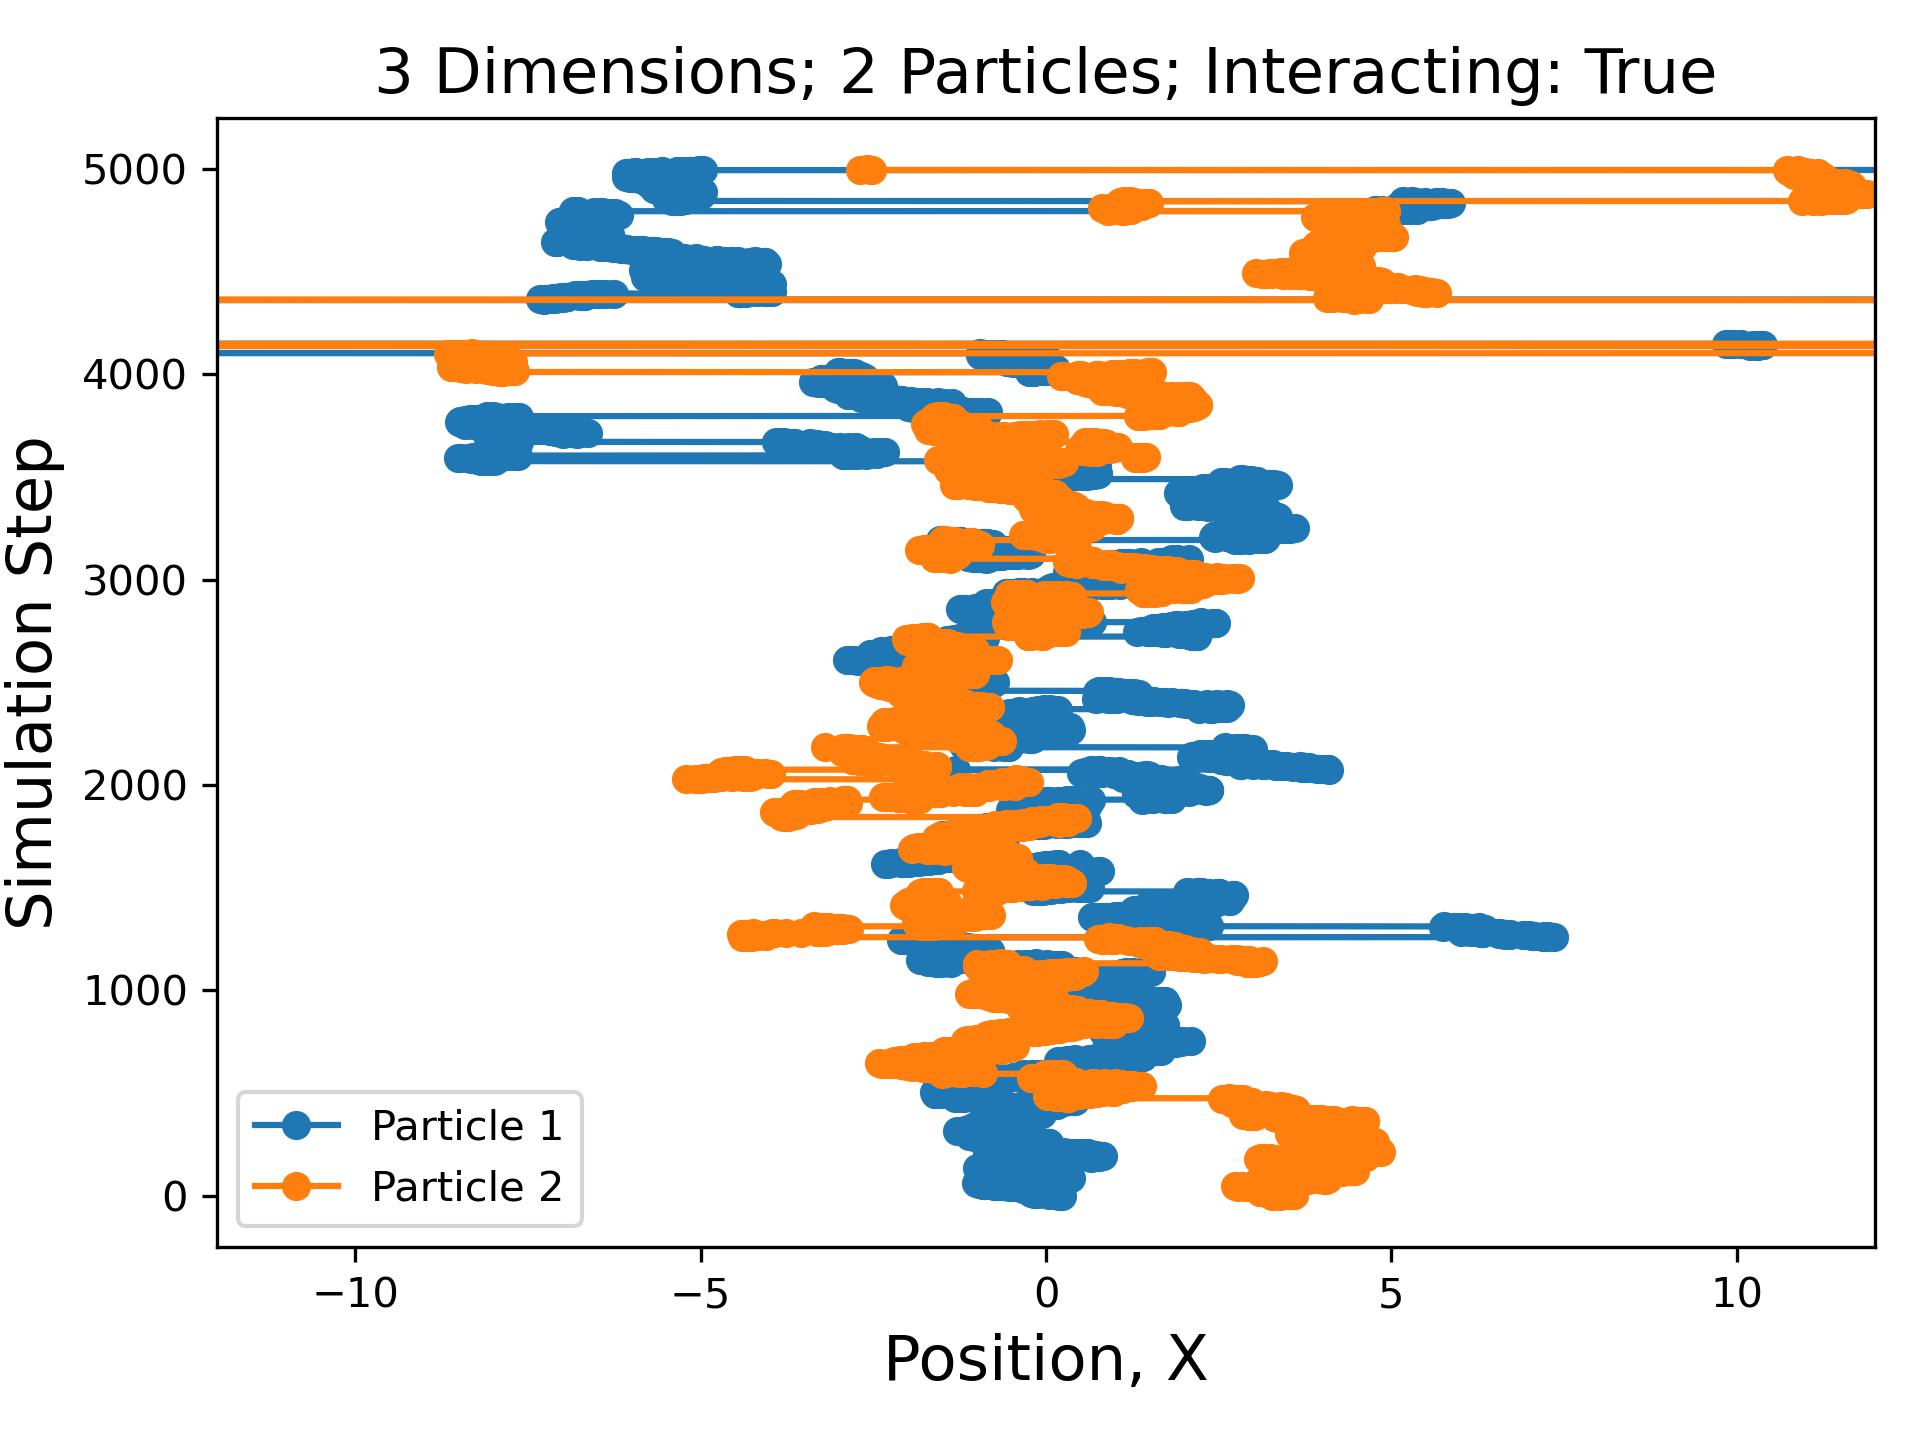 3 Dimensions; 2 Particles; Interacting: True
Simulation Step
5000
4000
3000
2000
1000
0
Particle 1
Particle 2
−10
−5
0
5
10
Position, X